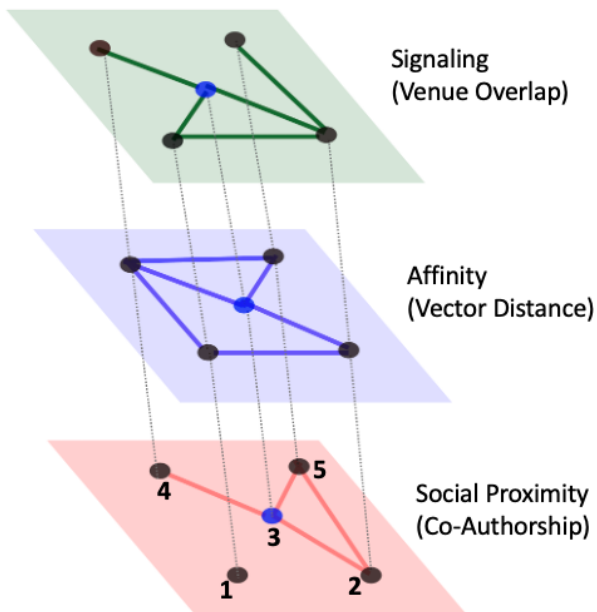 Signaling
(Venue Overlap)
Affinity
(Vector Distance)
Social Proximity
(Co-Authorship)
4
5
3
1
2